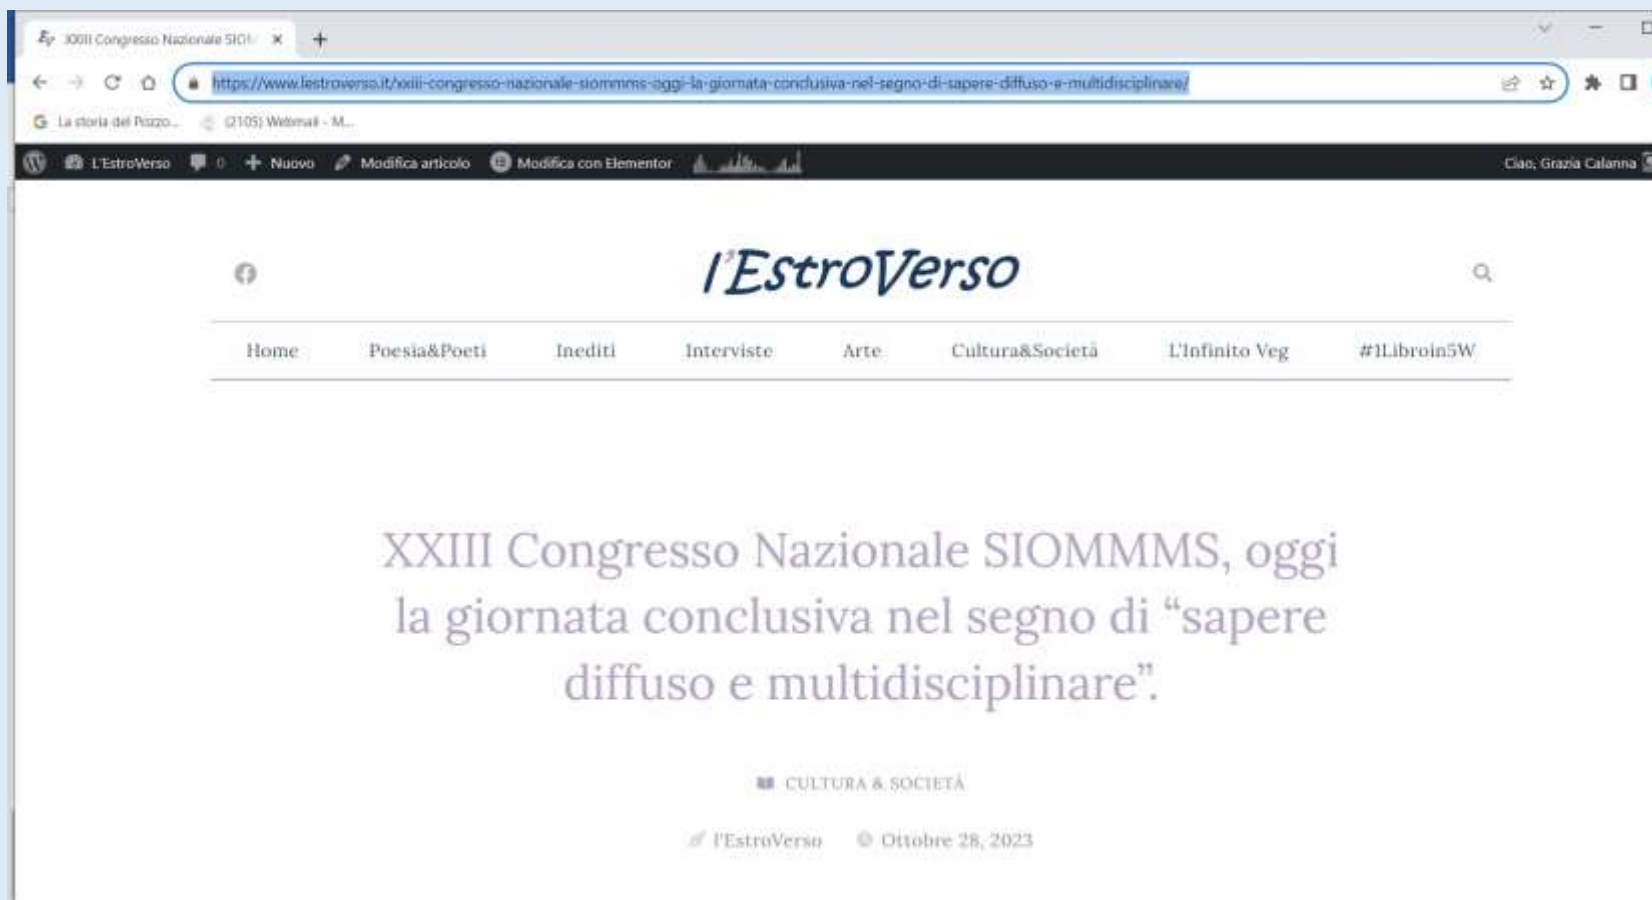 XXIII Congresso Nazionale SIOM
https://www.lestroverso.it/xxiii-congresso-nazionale-siommms-oggi-la-giornata-conclusiva-nel-segno-di-sapere-diffuso-e-multidisciplinare/
La storia del Pozzo... (2105) Webmail - M...
L'EstroVerso 0 Nuovo Modifica articolo Modifica con Elementor Ciao, Grazia Calanna
l'EstroVerso
Home Poesia&Poeti Inediti Interviste Arte Cultura&Società L'Infinito Veg #1Libroin5W
XXIII Congresso Nazionale SIOMMMS, oggi
la giornata conclusiva nel segno di “sapere
diffuso e multidisciplinare”.
CULTURA & SOCIETÀ
l'EstroVerso Ottobre 28, 2023